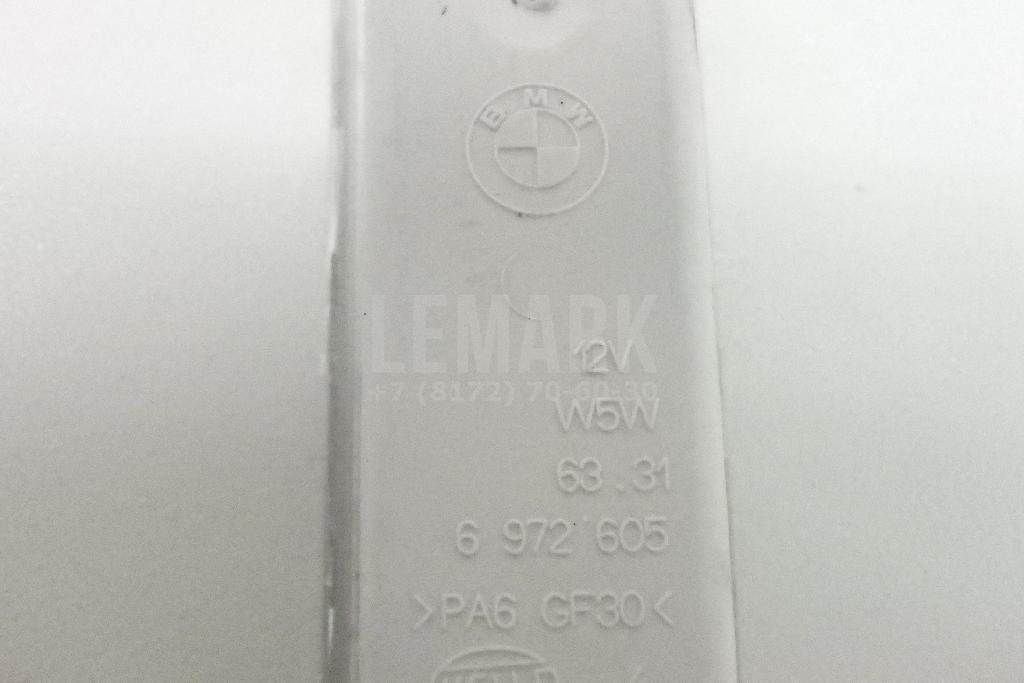 BMW
LEMARK
12V
+7 (8172) 70-60-30
W5W
63.31
6 972 605
>PA6 GF30<